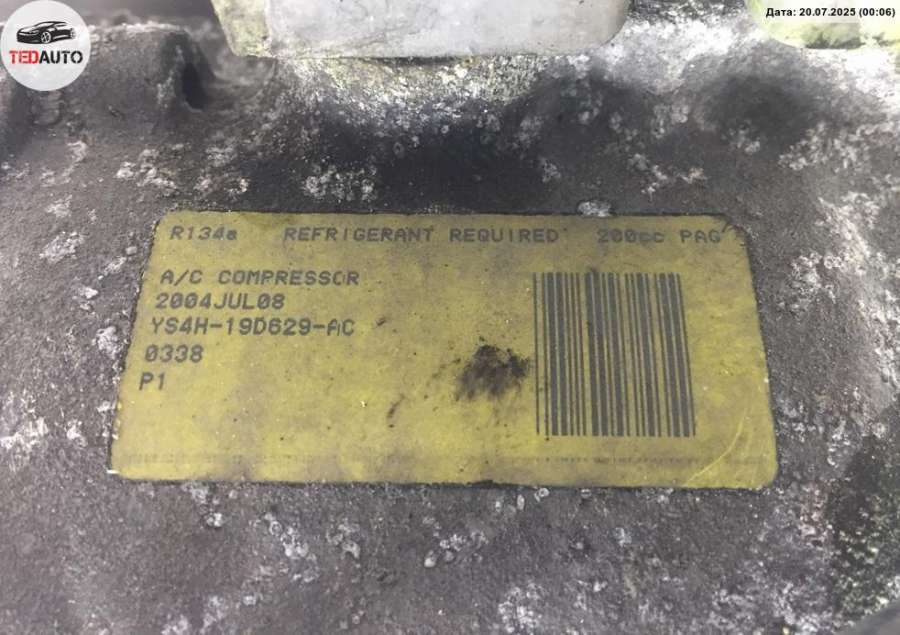 TEDAUTO
Дата: 20.07.2025 (00:06)
R134a REFRIGERANT REQUIRED 200cc PAG
A/C COMPRESSOR
2004JUL08
YS4H-19D629-AC
0338
P1